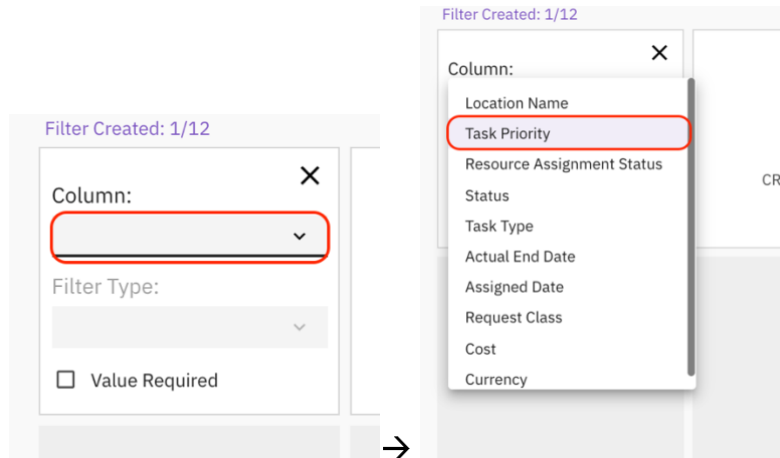 Filter Created: 1/12
Column:
Filter Type:
Value Required
→
Filter Created: 1/12
Column:
Location Name
Task Priority
Resource Assignment Status
Status
Task Type
Actual End Date
Assigned Date
Request Class
Cost
Currency
CR